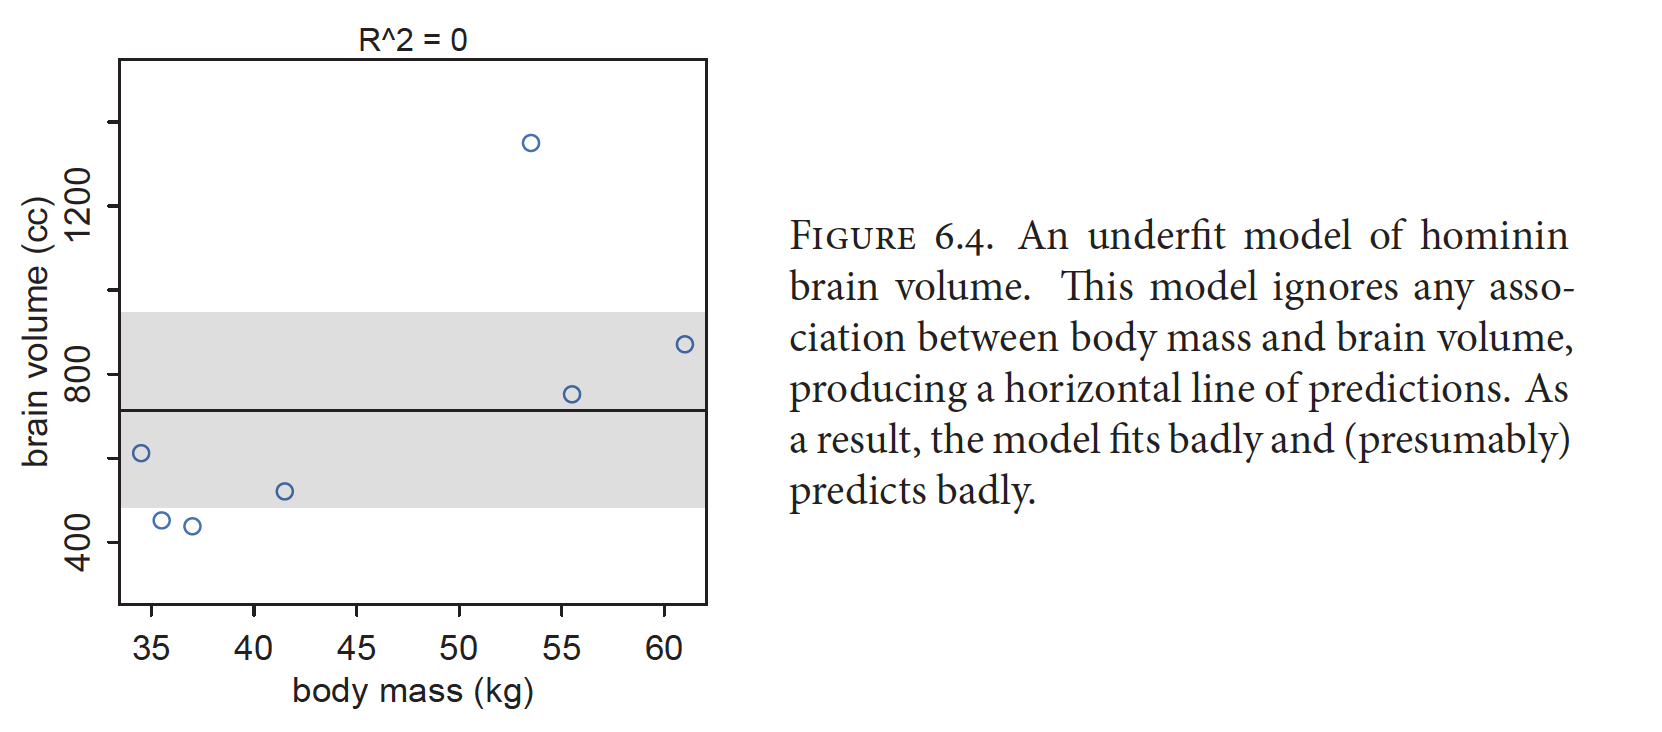 R^2 = 0
brain volume (cc)
1200
800
400
35 40 45 50 55 60
body mass (kg)
Figure 6.4. An underfit model of hominin
brain volume. This model ignores any asso-
ciation between body mass and brain volume,
producing a horizontal line of predictions. As
a result, the model fits badly and (presumably)
predicts badly.